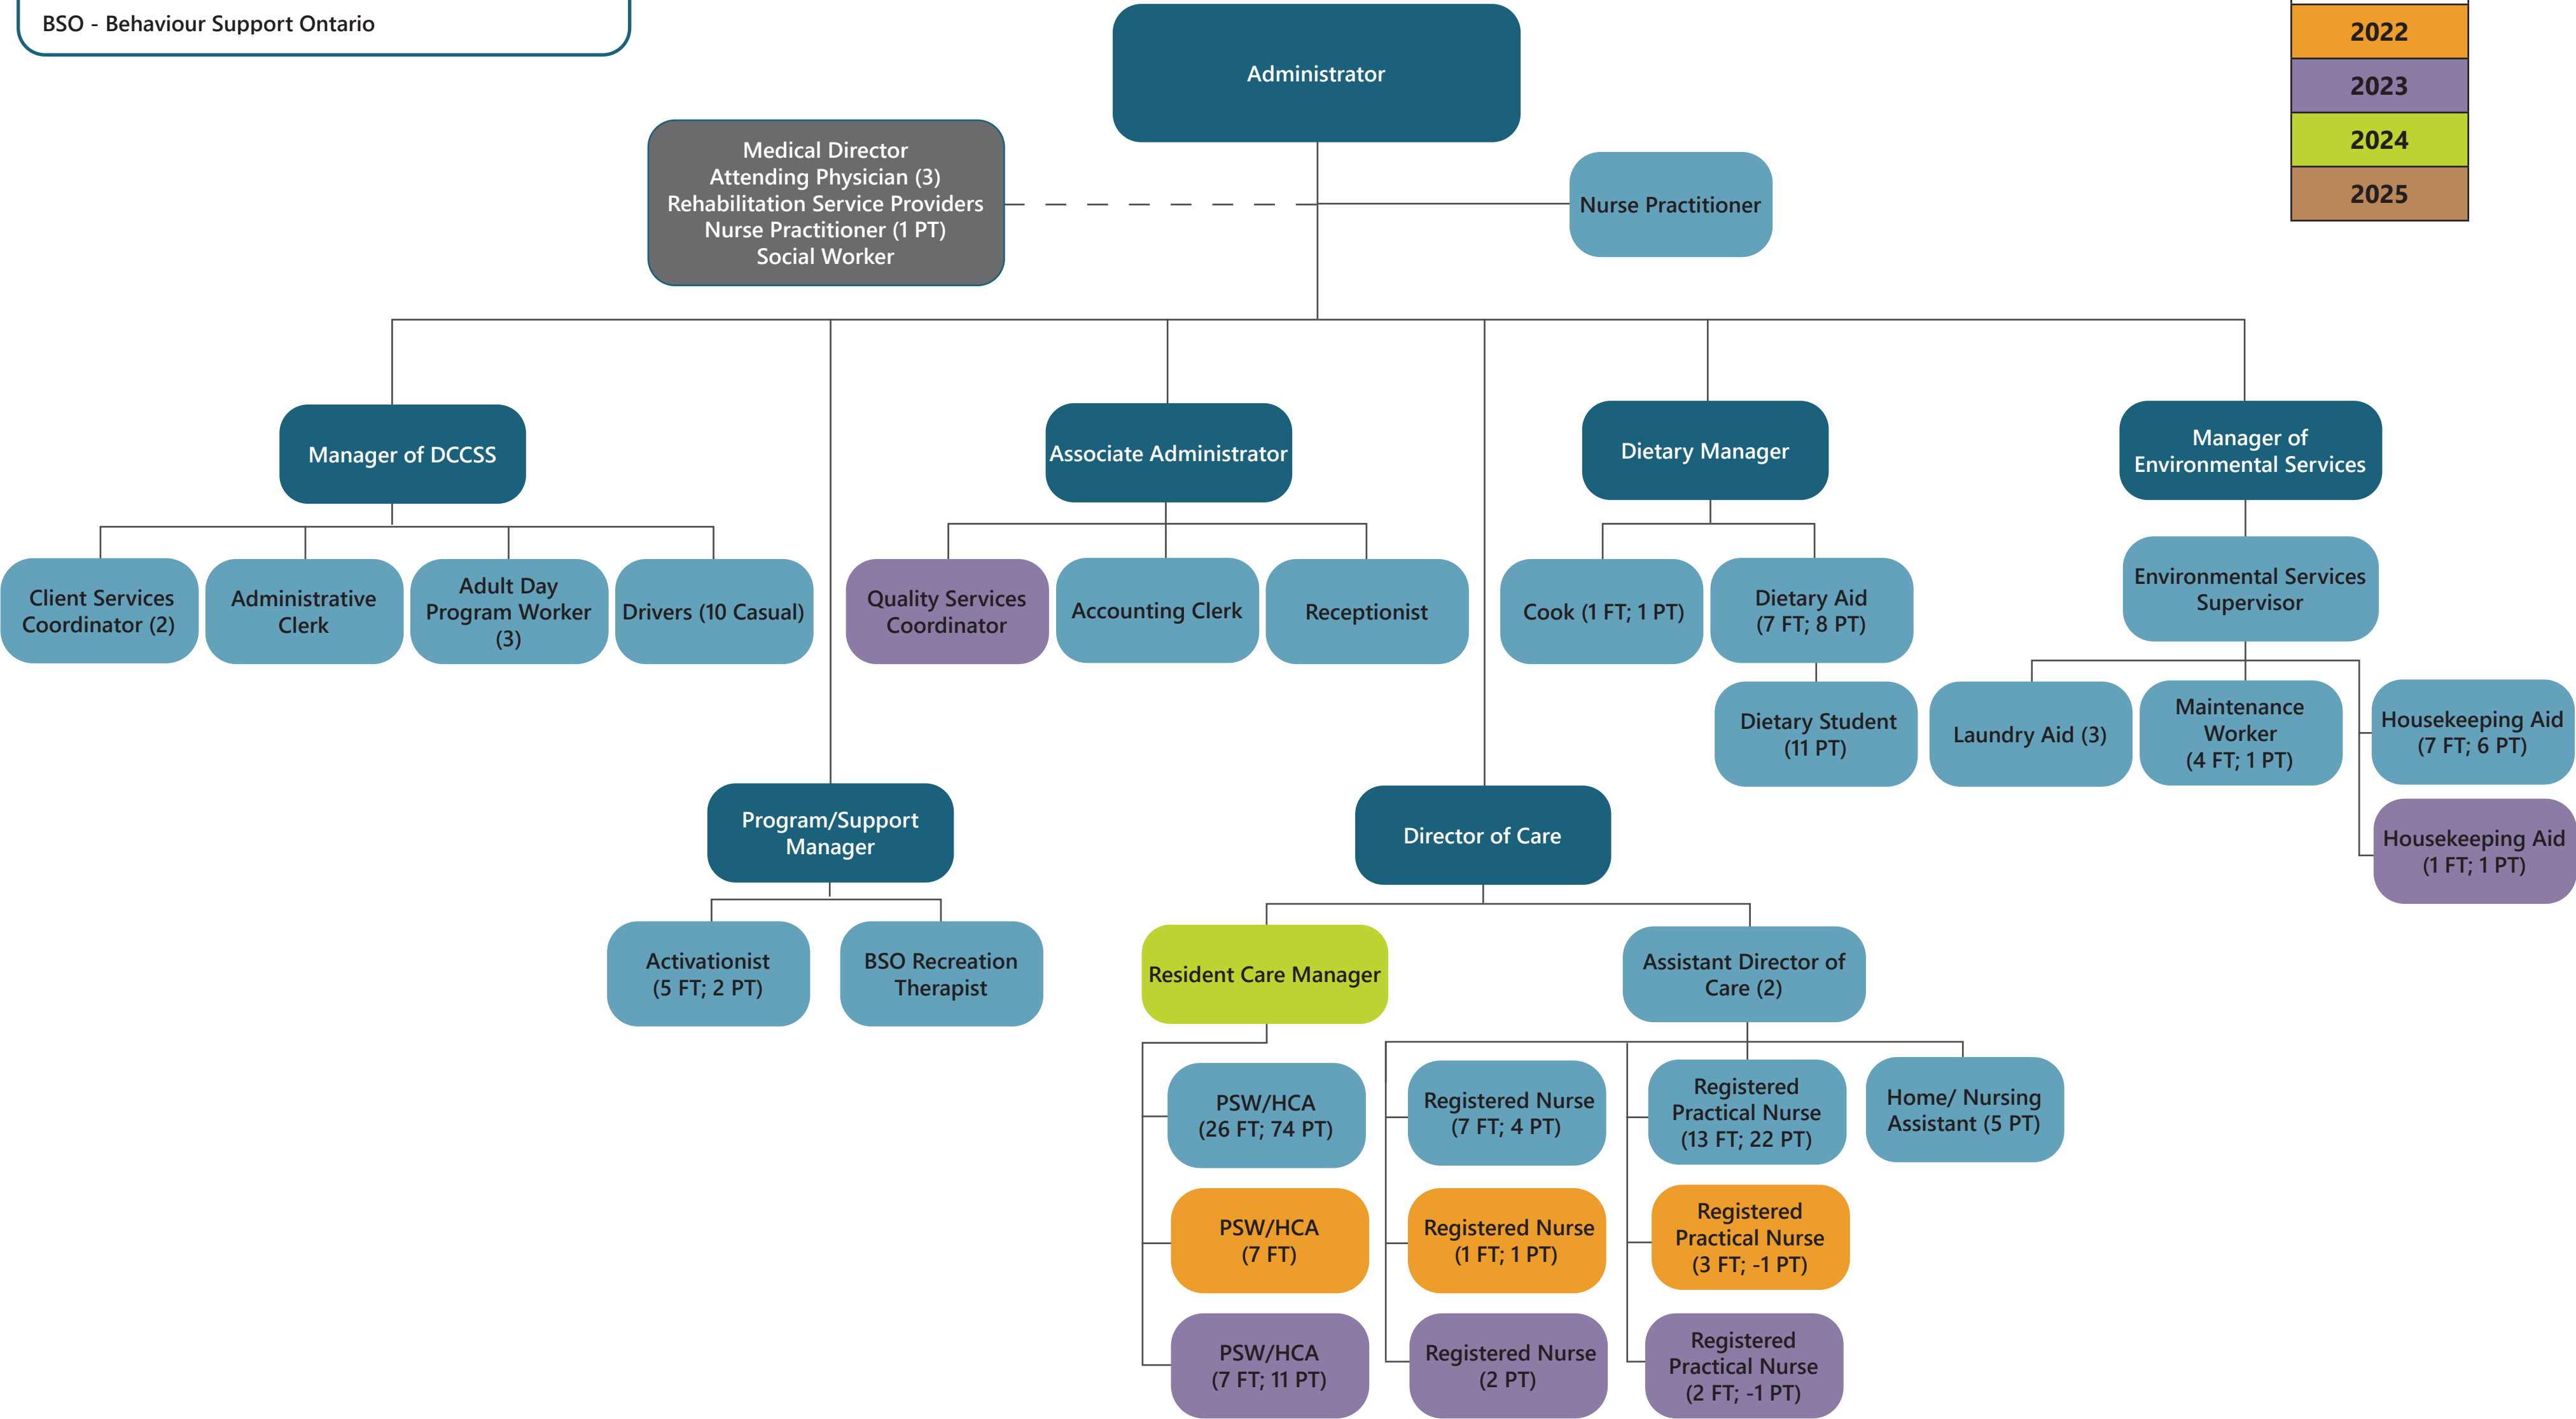 BSO - Behaviour Support Ontario
2022
2023
2024
2025
Administrator
Medical Director
Attending Physician (3)
Rehabilitation Service Providers
Nurse Practitioner (1 PT)
Social Worker
Nurse Practitioner
Manager of DCCSS
Associate Administrator
Dietary Manager
Manager of
Environmental Services
Client Services
Coordinator (2)
Administrative
Clerk
Adult Day
Program Worker
(3)
Drivers (10 Casual)
Quality Services
Coordinator
Accounting Clerk
Receptionist
Cook (1 FT; 1 PT)
Dietary Aid
(7 FT; 8 PT)
Environmental Services
Supervisor
Dietary Student
(11 PT)
Laundry Aid (3)
Maintenance
Worker
(4 FT; 1 PT)
Housekeeping Aid
(7 FT; 6 PT)
Housekeeping Aid
(1 FT; 1 PT)
Program/Support
Manager
Director of Care
Activationist
(5 FT; 2 PT)
BSO Recreation
Therapist
Resident Care Manager
Assistant Director of
Care (2)
PSW/HCA
(26 FT; 74 PT)
Registered Nurse
(7 FT; 4 PT)
Registered
Practical Nurse
(13 FT; 22 PT)
Home/ Nursing
Assistant (5 PT)
PSW/HCA
(7 FT)
Registered Nurse
(1 FT; 1 PT)
Registered
Practical Nurse
(3 FT; -1 PT)
PSW/HCA
(7 FT; 11 PT)
Registered Nurse
(2 PT)
Registered
Practical Nurse
(2 FT; -1 PT)